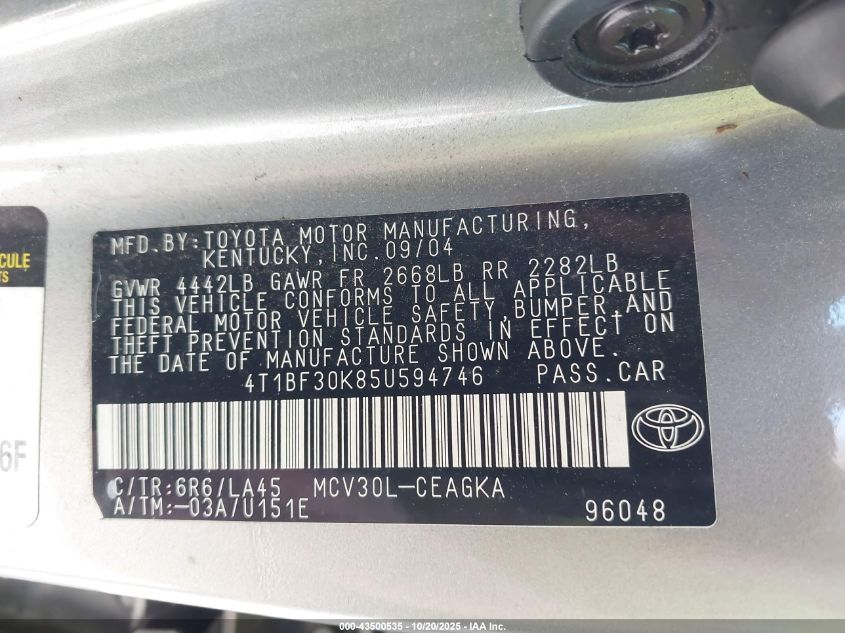 CULE
TS
6F
MFD.BY:TOYOTA MOTOR MANUFACTURING,
KENTUCKY,INC.09/04
GVWR 4442LB GAWR FR 2668LB RR 2282LB
THIS VEHICLE CONFORMS TO ALL APPLICABLE
FEDERAL MOTOR VEHICLE SAFETY,BUMPER,AND
THEFT PREVENTION STANDARDS IN EFFECT ON
THE DATE OF MANUFACTURE SHOWN ABOVE.
4T1BF30K85U594746 PASS.CAR
C/TR:6R6/LA45 MCV30L-CEAGKA
A/TM:-03A/U151E 96048
000-43500535 - 10/20/2025 - IAA Inc.